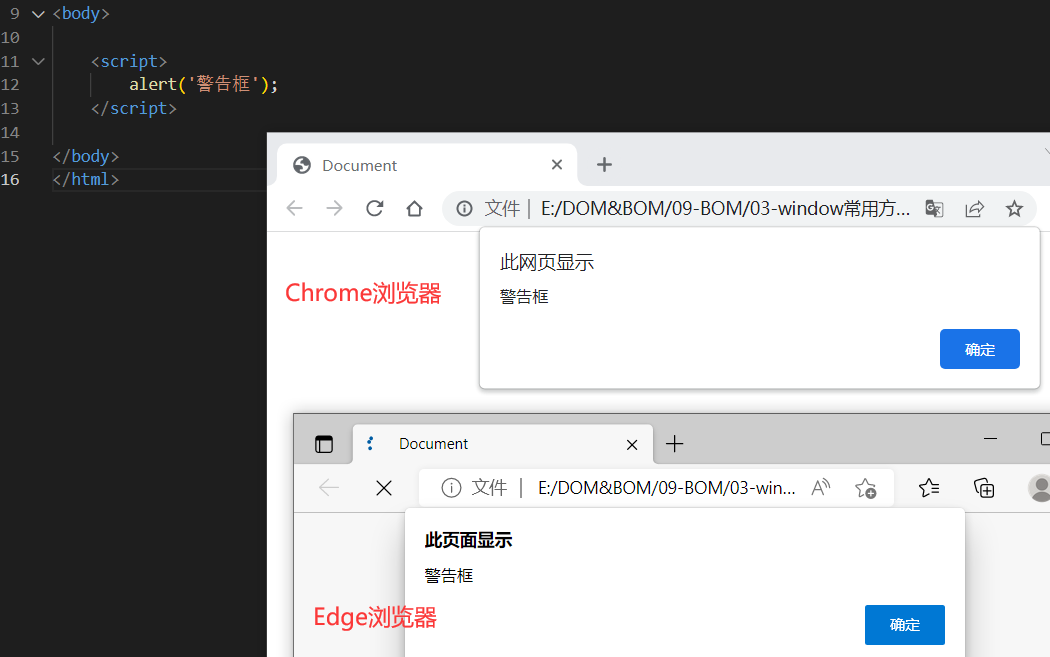 9 <body>
10
11 <script>
12 alert('警告框');
13 </script>
14
15 </body>
16 </html>
Document
文件 | E:/DOM&BOM/09-BOM/03-window常用方...
此网页显示
警告框
Chrome浏览器
确定
Document
文件 | E:/DOM&BOM/09-BOM/03-win...
此页面显示
警告框
Edge浏览器
确定